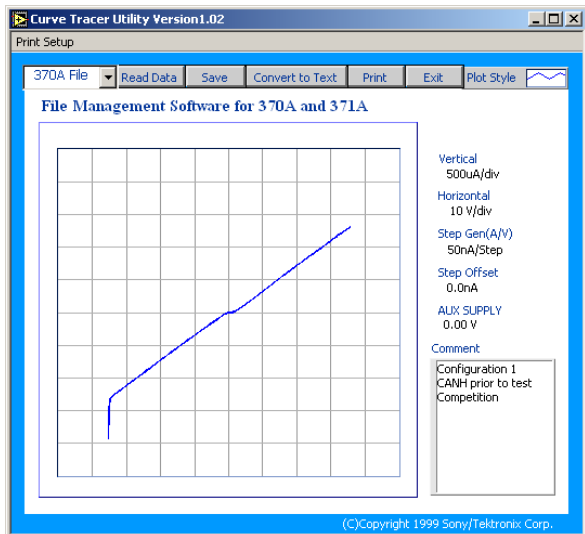 Curve Tracer Utility Version1.02
Print Setup
370A File Read Data Save Convert to Text Print Exit Plot Style
File Management Software for 370A and 371A
Vertical
500uA/div
Horizontal
10 V/div
Step Gen(A/V)
50nA/Step
Step Offset
0.0nA
AUX SUPPLY
0.00 V
Comment
Configuration 1
CANH prior to test
Competition
(C)Copyright 1999 Sony/Tektronix Corp.